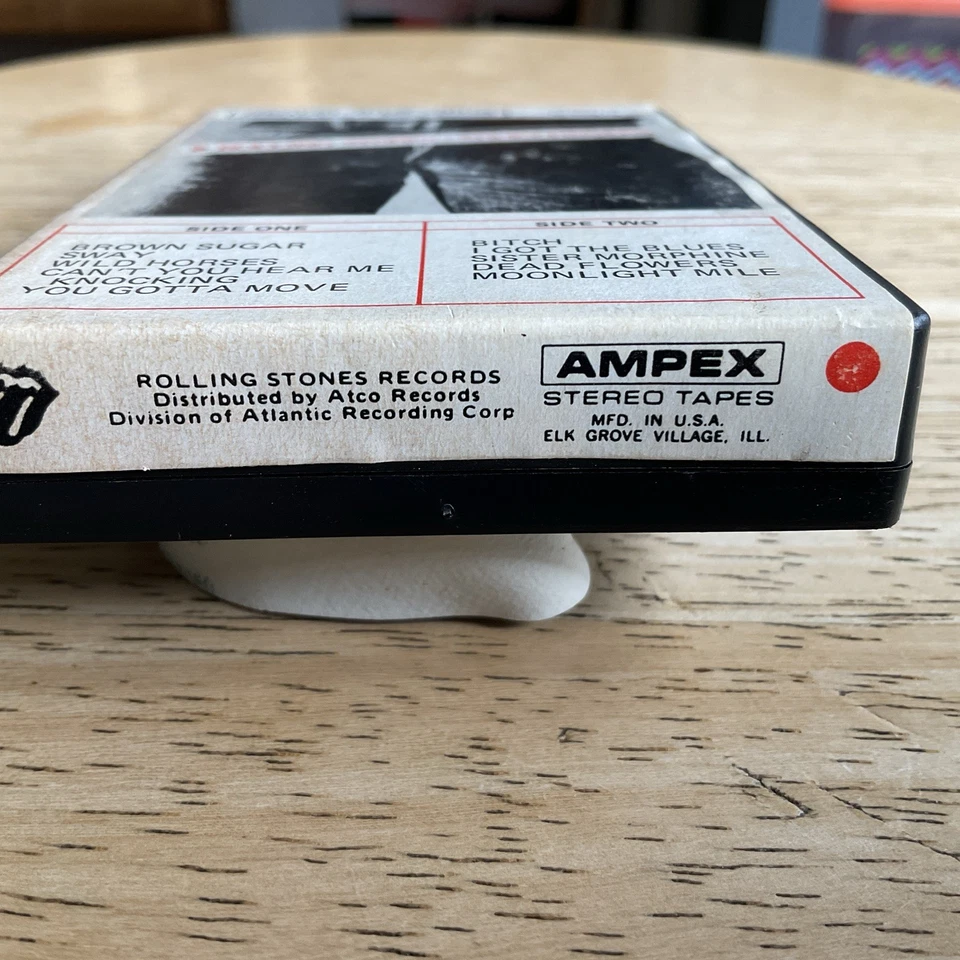 SIDE ONE
BROWN SUGAR
SWAY
WILD HORSES
CAN'T YOU HEAR ME
KNOCKING
YOU GOTTA MOVE
SIDE TWO
BITCH
I GOT THE BLUES
SISTER MORPHINE
DEAD FLOWERS
MOONLIGHT MILE
ROLLING STONES RECORDS
Distributed by Atco Records
Division of Atlantic Recording Corp
AMPEX
STEREO TAPES
MFD. IN U.S.A.
ELK GROVE VILLAGE, ILL.